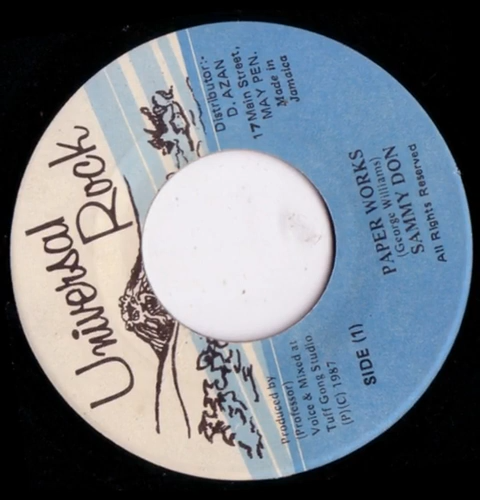 Universal
Rock
Distributor:-
D. AZAN
17 Main Street,
MAY PEN.
Made in
Jamaica
Produced by
(Professor)
Voice & Mixed at
Tuff Gong Studio
(P)(C) 1987
SIDE (1)
PAPER WORKS
(George Williams)
SAMMY DON
All Rights Reserved